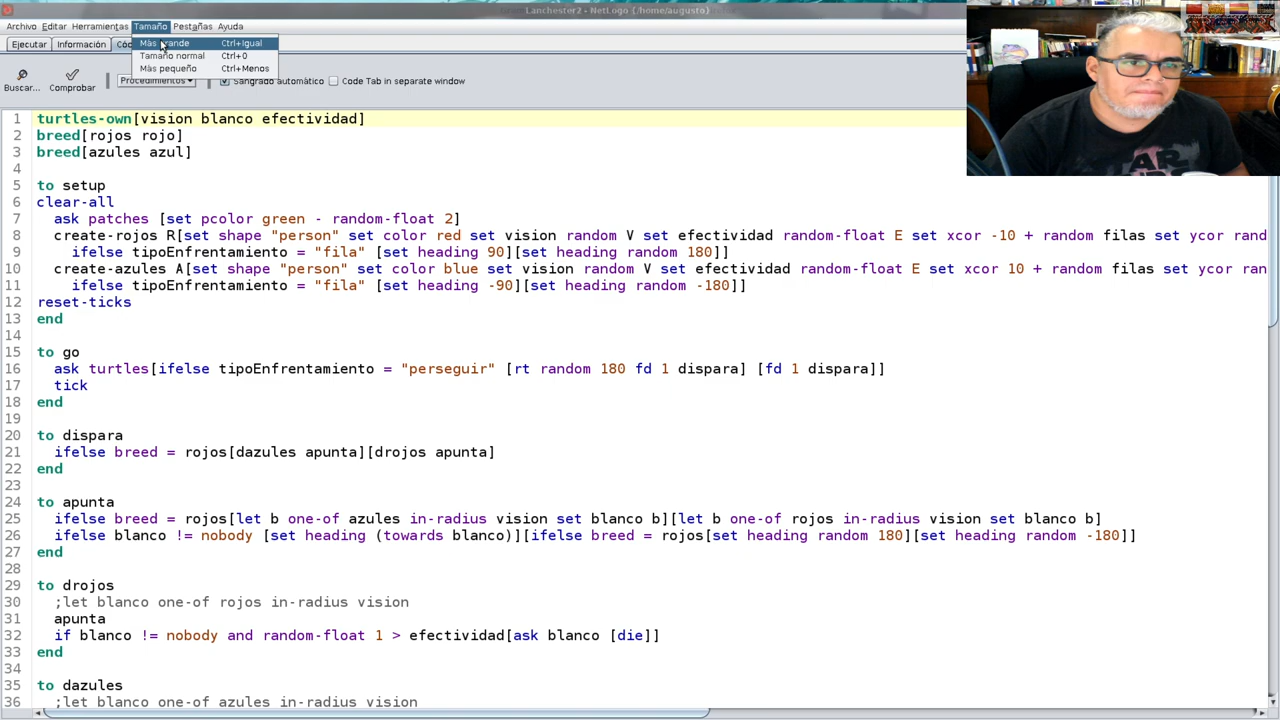 Lanchester2 - NetLogo {/home/augusto}
Archivo Editar Herramientas Tamaño Pestañas Ayuda
Ejecutar Información
Más grande Ctrl+Igual
Tamaño normal Ctrl+0
Más pequeño Ctrl+Menos
Buscar... Comprobar Procedimientos Sangrado automático Code Tab in separate window
1 turtles-own[vision blanco efectividad]
2 breed[rojos rojo]
3 breed[azules azul]
4
5 to setup
6 clear-all
7 ask patches [set pcolor green - random-float 2]
8 create-rojos R[set shape "person" set color red set vision random V set efectividad random-float E set xcor -10 + random filas set ycor rand
9 ifelse tipoEnfrentamiento = "fila" [set heading 90][set heading random 180]]
10 create-azules A[set shape "person" set color blue set vision random V set efectividad random-float E set xcor 10 + random filas set ycor ran
11 ifelse tipoEnfrentamiento = "fila" [set heading -90][set heading random -180]]
12 reset-ticks
13 end
14
15 to go
16 ask turtles[ifelse tipoEnfrentamiento = "perseguir" [rt random 180 fd 1 dispara] [fd 1 dispara]]
17 tick
18 end
19
20 to dispara
21 ifelse breed = rojos[dazules apunta][drojos apunta]
22 end
23
24 to apunta
25 ifelse breed = rojos[let b one-of azules in-radius vision set blanco b][let b one-of rojos in-radius vision set blanco b]
26 ifelse blanco != nobody [set heading (towards blanco)][ifelse breed = rojos[set heading random 180][set heading random -180]]
27 end
28
29 to drojos
30 ;let blanco one-of rojos in-radius vision
31 apunta
32 if blanco != nobody and random-float 1 > efectividad[ask blanco [die]]
33 end
34
35 to dazules
36 ;let blanco one-of azules in-radius vision
STAR